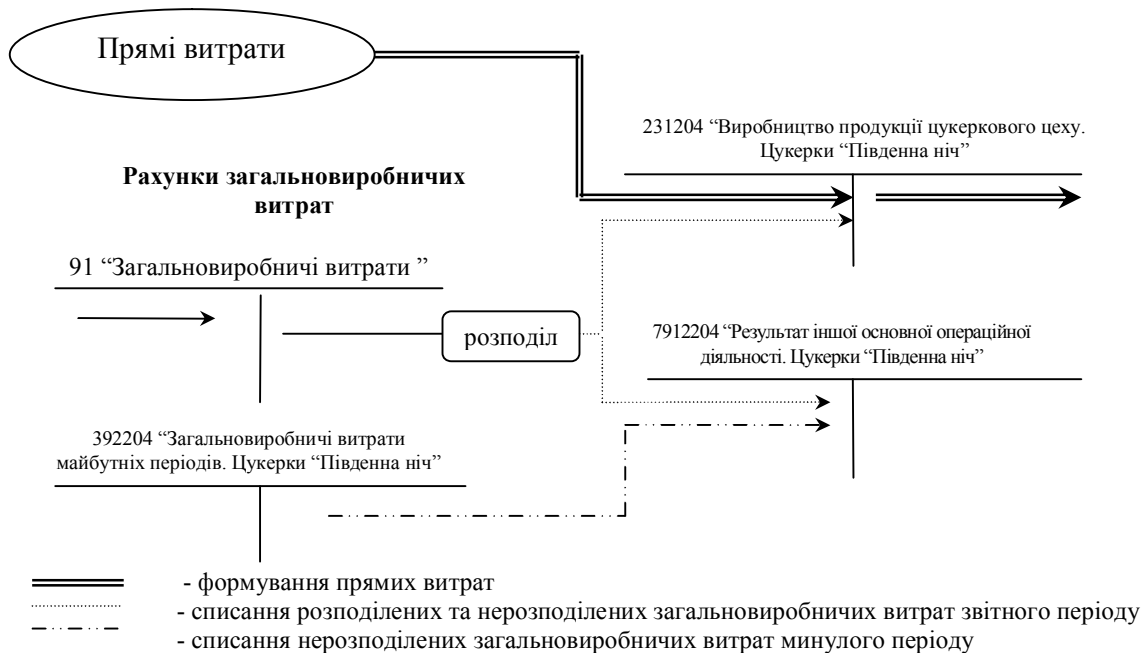 Прямі витрати
231204 “Виробництво продукції цукеркового цеху.
Цукерки “Південна ніч”
Рахунки загальновиробничих
витрат
91 “Загальновиробничі витрати ”
розподіл
7912204 “Результат іншої основної операційної
діяльності. Цукерки “Південна ніч”
392204 “Загальновиробничі витрати
майбутніх періодів. Цукерки “Південна ніч”
- формування прямих витрат
- списання розподілених та нерозподілених загальновиробничих витрат звітного періоду
- списання нерозподілених загальновиробничих витрат минулого періоду